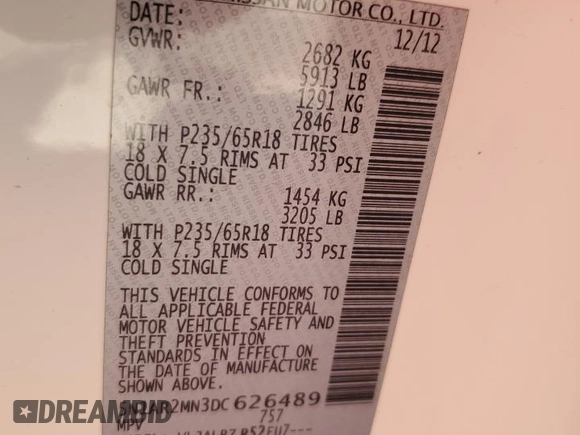 NISSAN MOTOR CO., LTD.
DATE: 12/12
GVWR: 2682 KG
5913 LB
GAWR FR.: 1291 KG
2846 LB
WITH P235/65R18 TIRES
18 X 7.5 RIMS AT 33 PSI
COLD SINGLE
GAWR RR.: 1454 KG
3205 LB
WITH P235/65R18 TIRES
18 X 7.5 RIMS AT 33 PSI
COLD SINGLE
THIS VEHICLE CONFORMS TO
ALL APPLICABLE FEDERAL
MOTOR VEHICLE SAFETY AND
THEFT PREVENTION
STANDARDS IN EFFECT ON
THE DATE OF MANUFACTURE
SHOWN ABOVE.
5N1AR2MN3DC626489
MPV 757
DREAMBID